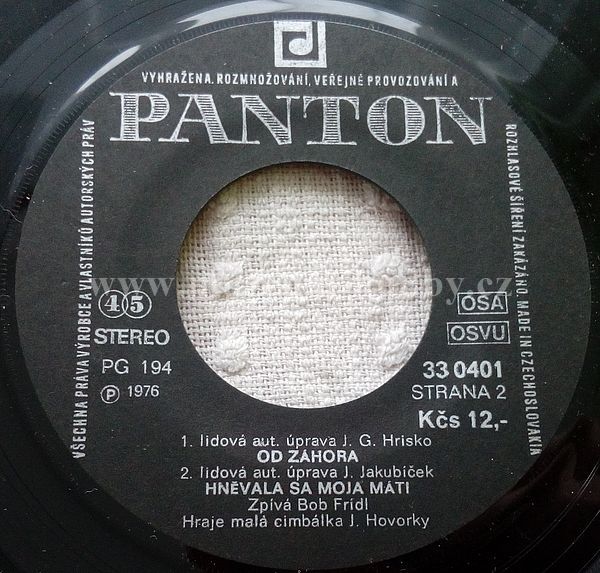 VYHRAŽENA. ROZMNOŽOVÁNÍ, VEŘEJNÉ PROVOZOVÁNÍ A
PANTON
VŠECHNA PRÁVA VÝROBCE A VLASTNÍKŮ AUTORSKÝCH PRÁV
ROZHLASOVÉ ŠÍŘENÍ ZAKÁZÁNO. MADE IN CZECHOSLOVAKIA
45
STEREO
PG 194
Ⓟ 1976
OSA
OSVU
33 0401
STRANA 2
Kčs 12,-
1. lidová aut. úprava J. G. Hrisko
OD ZÁHORA
2. lidová aut. úprava J. Jakubíček
HNĚVALA SA MOJA MÁTI
Zpívá Bob Frídl
Hraje malá cimbálka J. Hovorky